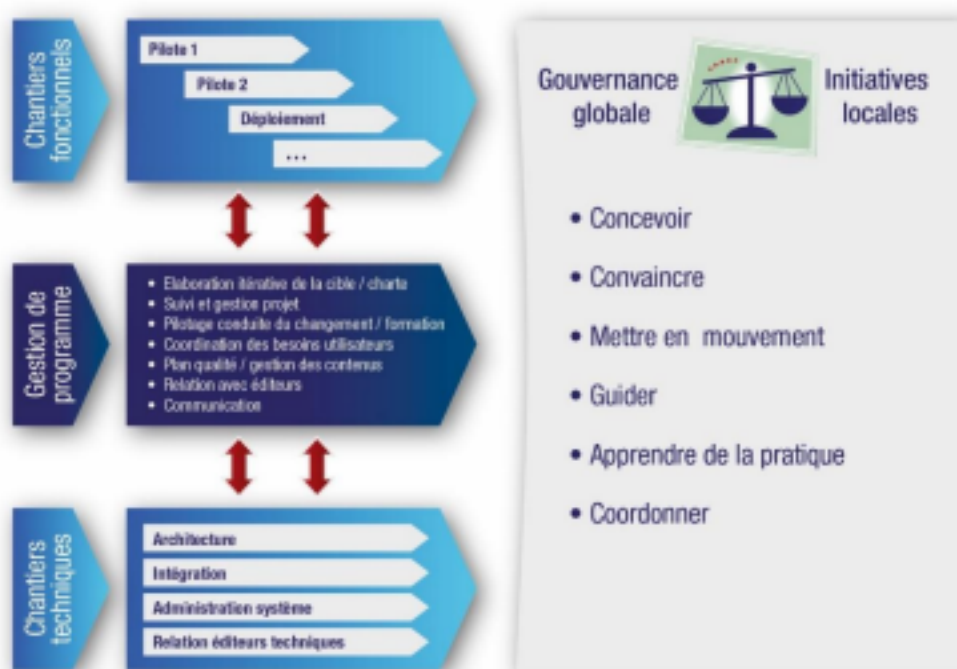 Chantiers
fonctionnels
Pilote 1
Pilote 2
Déploiement
...
Gestion de
programme
• Elaboration itérative de la cible / charte
• Suivi et gestion projet
• Pilotage conduite du changement / formation
• Coordination des besoins utilisateurs
• Plan qualité / gestion des contenus
• Relation avec éditeurs
• Communication
Chantiers
techniques
Architecture
Intégration
Administration système
Relation éditeurs techniques
Gouvernance
globale
Initiatives
locales
• Concevoir
• Convaincre
• Mettre en mouvement
• Guider
• Apprendre de la pratique
• Coordonner